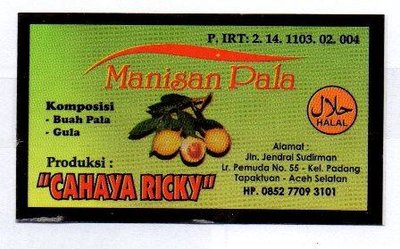 P. IRT: 2. 14. 1103. 02. 004
Manisan Pala
Komposisi
- Buah Pala
- Gula
حلال
HALAL
Produksi :
"CAHAYA RICKY"
Alamat :
Jln. Jendral Sudirman
Lr. Pemuda No. 55 - Kel. Padang
Tapaktuan - Aceh Selatan
HP. 0852 7709 3101